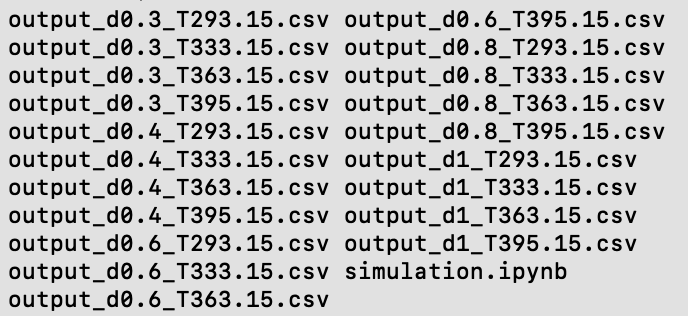 output_d0.3_T293.15.csv output_d0.6_T395.15.csv
output_d0.3_T333.15.csv output_d0.8_T293.15.csv
output_d0.3_T363.15.csv output_d0.8_T333.15.csv
output_d0.3_T395.15.csv output_d0.8_T363.15.csv
output_d0.4_T293.15.csv output_d0.8_T395.15.csv
output_d0.4_T333.15.csv output_d1_T293.15.csv
output_d0.4_T363.15.csv output_d1_T333.15.csv
output_d0.4_T395.15.csv output_d1_T363.15.csv
output_d0.6_T293.15.csv output_d1_T395.15.csv
output_d0.6_T333.15.csv simulation.ipynb
output_d0.6_T363.15.csv